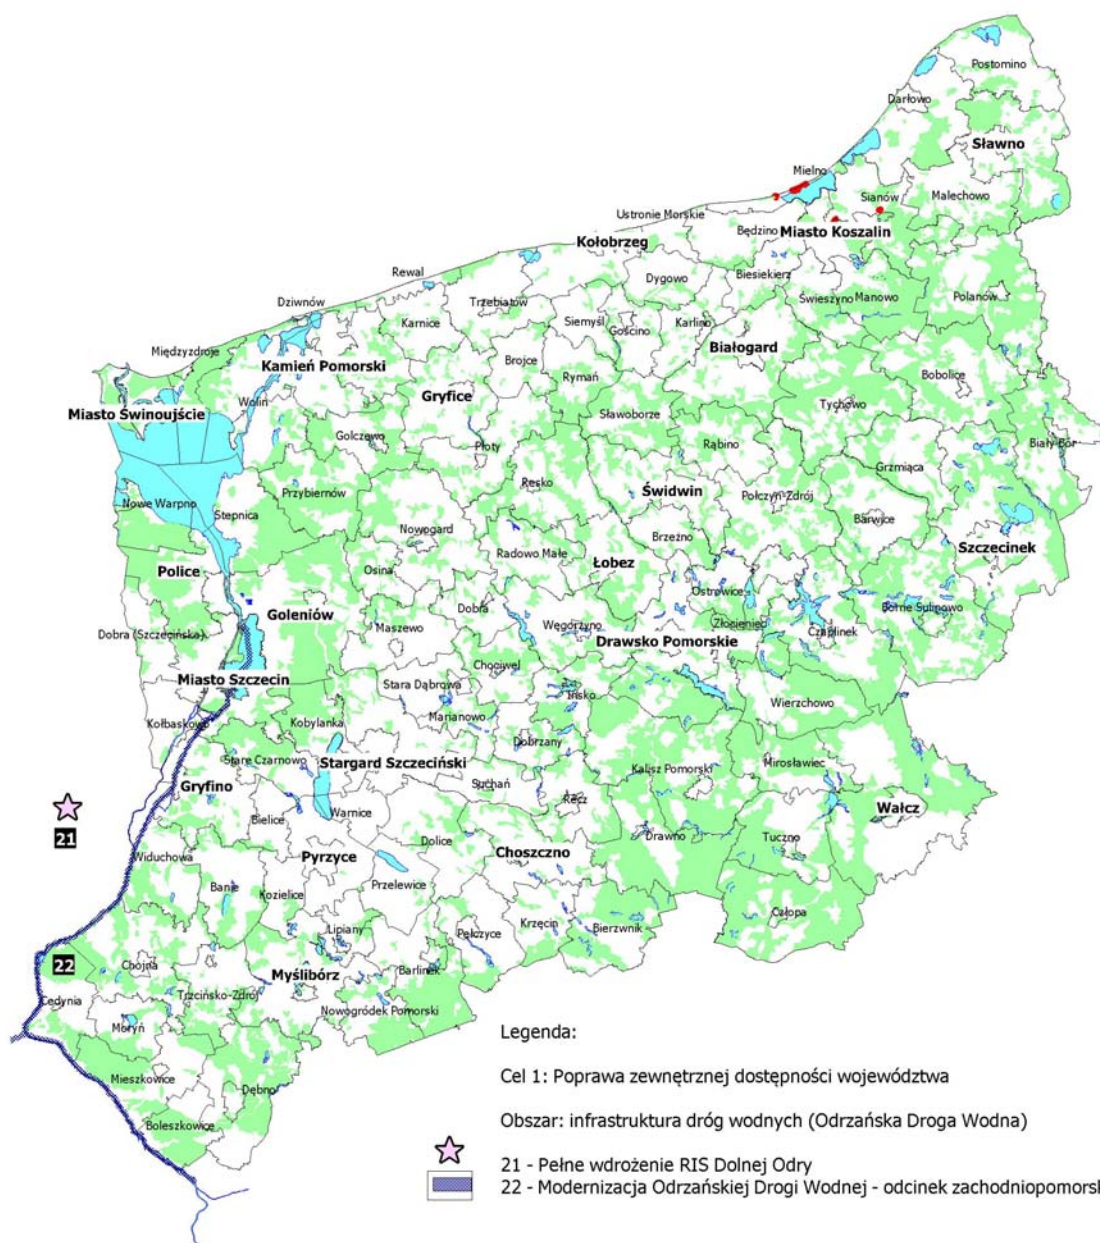 Postomino
Darłowo
Sławno
Mielno
Sianów
Malechowo
Ustronie Morskie
Będzino
Miasto Koszalin
Kołobrzeg
Rewal
Dygowo
Biesiekierz
Świeszyno
Manowo
Polanów
Dziwnów
Trzebiatów
Karnice
Siemyśl
Gościno
Karlino
Białogard
Międzyzdroje
Kamień Pomorski
Brojce
Rymań
Bobolice
Gryfice
Tychowo
Miasto Świnoujście
Wolin
Sławoborze
Golczewo
Płoty
Rąbino
Biały Bór
Grzmiąca
Przybiernów
Resko
Świdwin
Połczyn-Zdrój
Nowe Warpno
Stepnica
Nowogard
Barwice
Brzeżno
Radowo Małe
Łobez
Szczecinek
Police
Osina
Ostrowice
Goleniów
Dobra
Borne Sulinowo
Złocieniec
Maszewo
Węgorzyno
Czaplinek
Dobra (Szczecińska)
Drawsko Pomorskie
Chociwel
Miasto Szczecin
Stara Dąbrowa
Ińsko
Wierzchowo
Kołbaskowo
Kobylanka
Marianowo
Dobrzany
Stare Czarnowo
Stargard Szczeciński
Mirosławiec
Kalisz Pomorski
Gryfino
Suchań
Recz
Wałcz
Bielice
Warnice
21
Dolice
Drawno
Tuczno
Widuchowa
Pyrzyce
Choszczno
Banie
Kozielice
Przelewice
Człopa
Krzęcin
Bierzwnik
Lipiany
Pełczyce
22
Chojna
Myślibórz
Barlinek
Trzcińsko-Zdrój
Cedynia
Nowogródek Pomorski
Moryń
Mieszkowice
Dębno
Boleszkowice
Legenda:
Cel 1: Poprawa zewnętrznej dostępności województwa
Obszar: infrastruktura dróg wodnych (Odrzańska Droga Wodna)
21 - Pełne wdrożenie RIS Dolnej Odry
22 - Modernizacja Odrzańskiej Drogi Wodnej - odcinek zachodniopomorsk